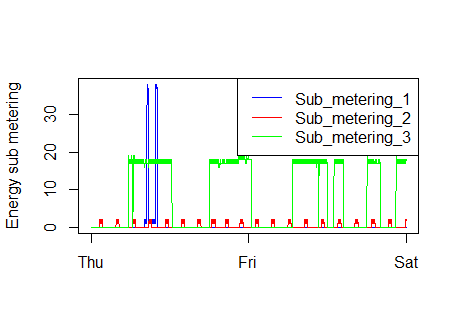 Energy sub metering
0
10
20
30
Sub_metering_1
Sub_metering_2
Sub_metering_3
Thu
Fri
Sat